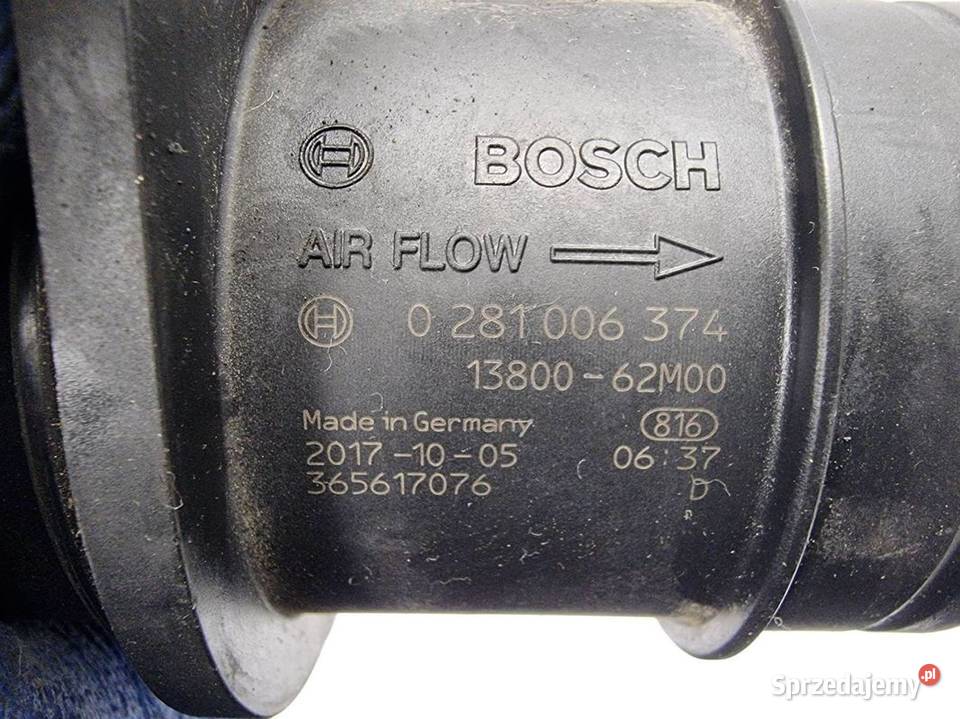 BOSCH
AIR FLOW
0 281 006 374
13800-62M00
Made in Germany 816
2017-10-05 06:37
365617076 D
Sprzedajemy.pl